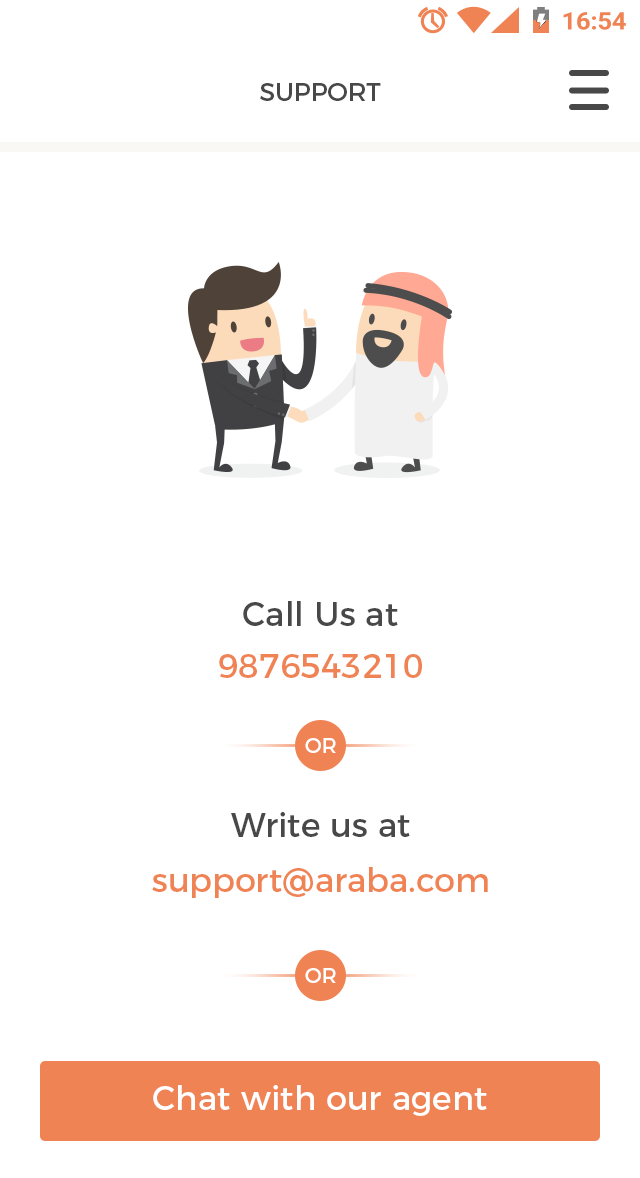 16:54
SUPPORT
Call Us at
9876543210
OR
Write us at
support@araba.com
OR
Chat with our agent